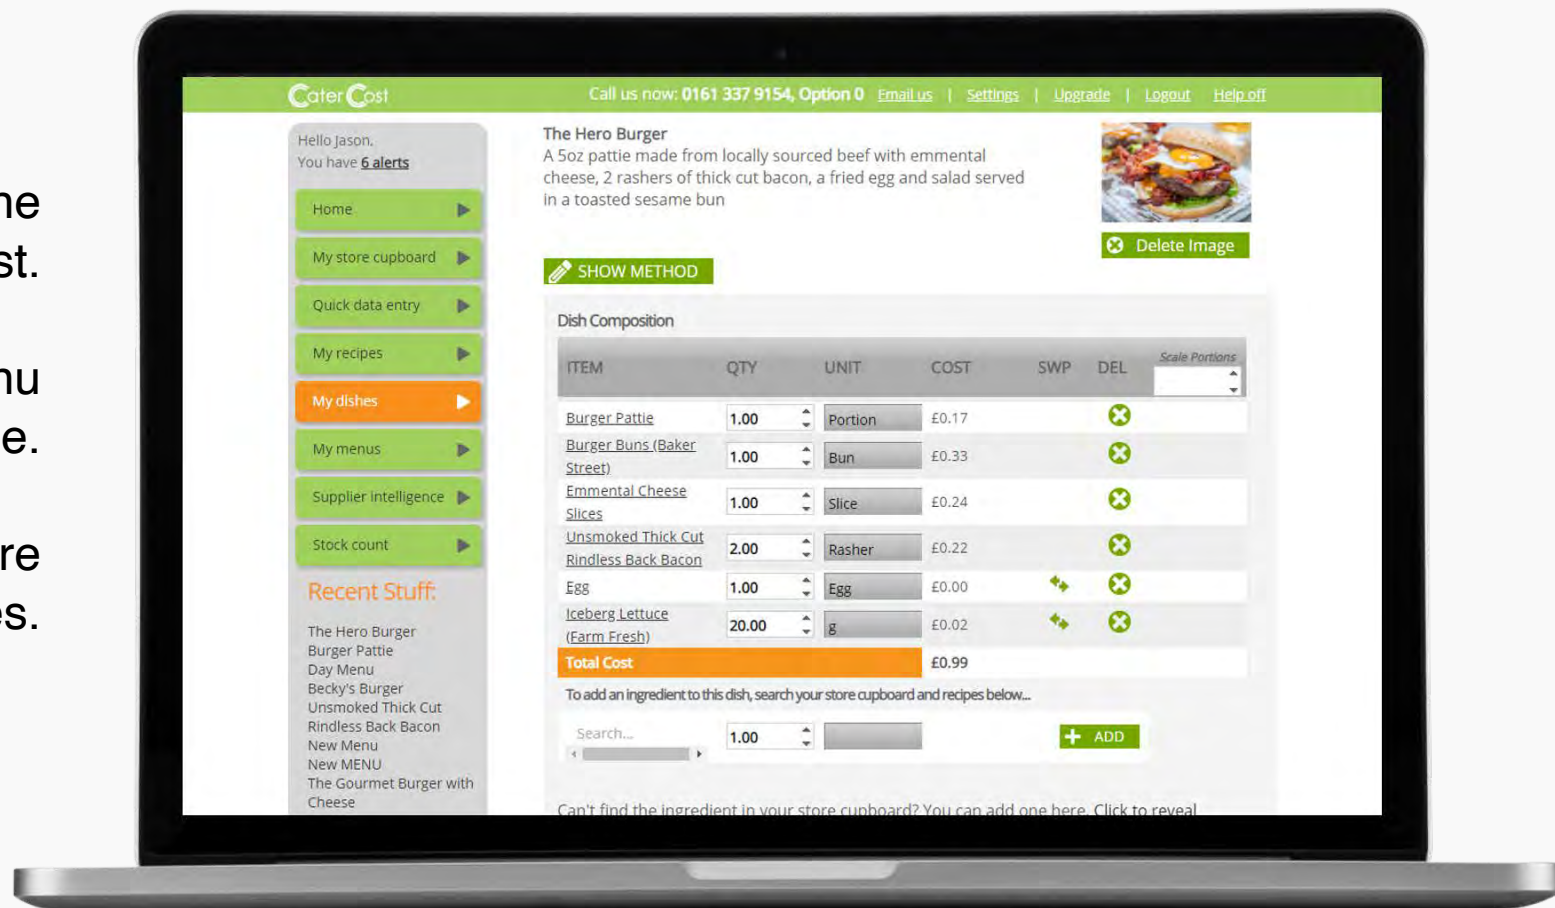 ne
st.
nu
e.
re
s.
CaterCost
Call us now: 0161 337 9154, Option 0 Email us | Settings | Upgrade | Logout Help off
Hello Jason,
You have 6 alerts
Home
My store cupboard
Quick data entry
My recipes
My dishes
My menus
Supplier intelligence
Stock count
Recent Stuff:
The Hero Burger
Burger Pattie
Day Menu
Becky's Burger
Unsmoked Thick Cut
Rindless Back Bacon
New Menu
New MENU
The Gourmet Burger with
Cheese
The Hero Burger
A 5oz pattie made from locally sourced beef with emmental
cheese, 2 rashers of thick cut bacon, a fried egg and salad served
in a toasted sesame bun
Delete Image
SHOW METHOD
Dish Composition
ITEM QTY UNIT COST SWP DEL Scale Portions
Burger Pattie 1.00 Portion £0.17
Burger Buns (Baker
Street) 1.00 Bun £0.33
Emmental Cheese
Slices 1.00 Slice £0.24
Unsmoked Thick Cut
Rindless Back Bacon 2.00 Rasher £0.22
Egg 1.00 Egg £0.00
Iceberg Lettuce
(Farm Fresh) 20.00 g £0.02
Total Cost £0.99
To add an ingredient to this dish, search your store cupboard and recipes below...
Search... 1.00 ADD
Can't find the ingredient in your store cupboard? You can add one here. Click to reveal